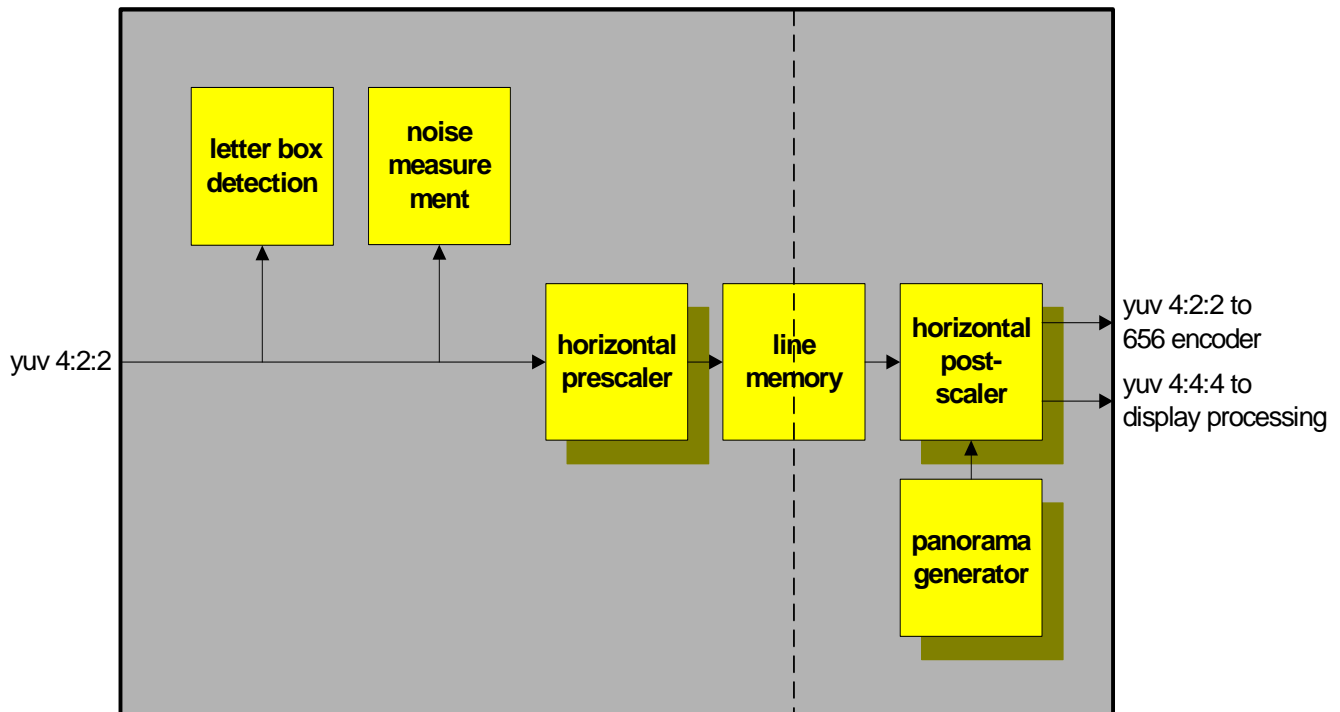 letter box
detection
noise
measure
ment
yuv 4:2:2
horizontal
prescaler
line
memory
horizontal
post-
scaler
yuv 4:2:2 to
656 encoder
yuv 4:4:4 to
display processing
panorama
generator